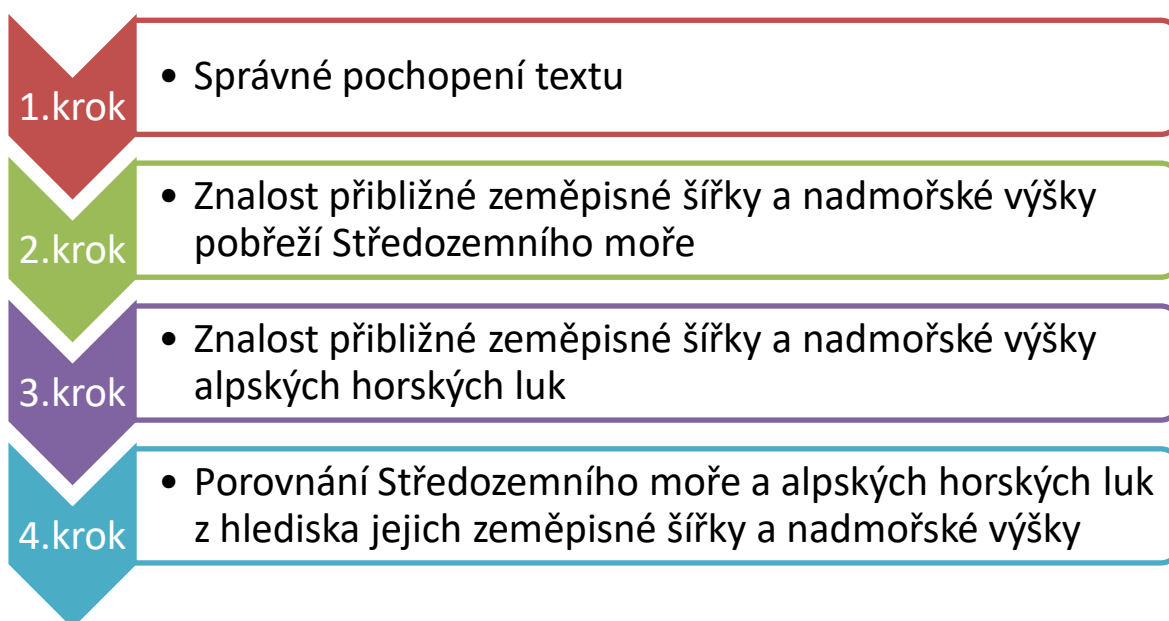 1.krok
• Správné pochopení textu
2.krok
• Znalost přibližné zeměpisné šířky a nadmořské výšky
pobřeží Středozemního moře
3.krok
• Znalost přibližné zeměpisné šířky a nadmořské výšky
alpských horských luk
4.krok
• Porovnání Středozemního moře a alpských horských luk
z hlediska jejich zeměpisné šířky a nadmořské výšky